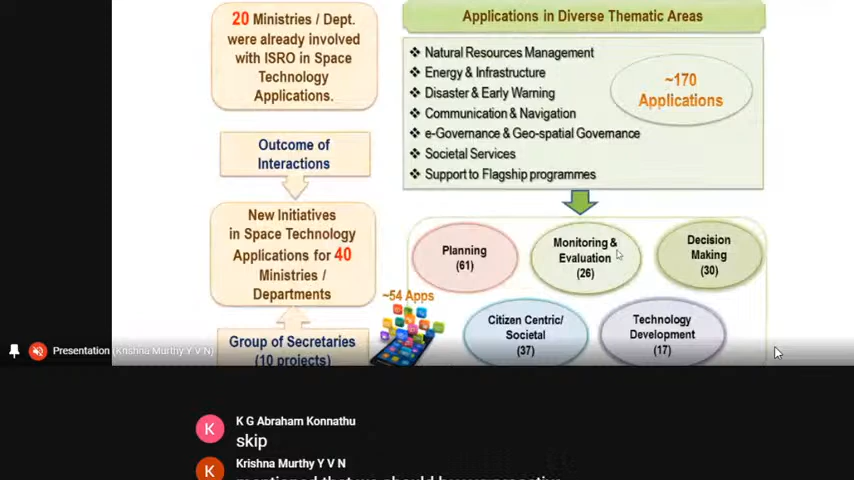 20 Ministries / Dept.
were already involved
with ISRO in Space
Technology
Applications.
Outcome of
Interactions
New Initiatives
in Space Technology
Applications for 40
Ministries /
Departments
Group of Secretaries
(10 projects)
Applications in Diverse Thematic Areas
❖ Natural Resources Management
❖ Energy & Infrastructure
❖ Disaster & Early Warning
❖ Communication & Navigation
❖ e-Governance & Geo-spatial Governance
❖ Societal Services
❖ Support to Flagship programmes
~170
Applications
Planning
(61)
Monitoring &
Evaluation
(26)
Decision
Making
(30)
~54 Apps
Citizen Centric/
Societal
(37)
Technology
Development
(17)
Presentation (Krishna Murthy Y V N)
K
K G Abraham Konnathu
skip
K
Krishna Murthy Y V N
mentioned that we should